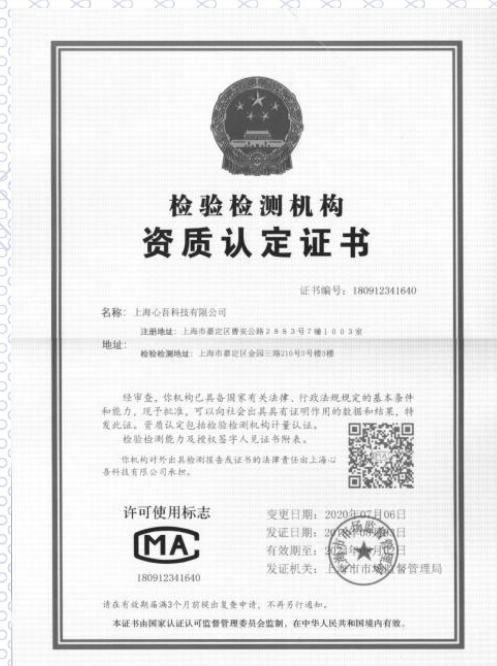 检验检测机构
资质认定证书
证书编号：180912341640
名称：上海心吾科技有限公司
地址：
注册地址：上海市嘉定区曹安公路2883号7幢1003室
检验检测地址：上海市嘉定区金园三路216号3号楼3楼
经审查，你机构已具备国家有关法律、行政法规规定的基本条件
和能力，现予批准，可以向社会出具具有证明作用的数据和结果，特
发此证。资质认定包括检验检测机构计量认证。
检验检测能力及授权签字人见证书附表。
你机构对外出具检测报告或证书的法律责任由上海心
吾科技有限公司承担。
许可使用标志
MA
180912341640
变更日期：2020年07月06日
发证日期：
有效期至：
发证机关：上海市市场监督管理局
请在有效期届满3个月前提出复查申请，不再另行通知。
本证书由国家认证认可监督管理委员会监制，在中华人民共和国境内有效。